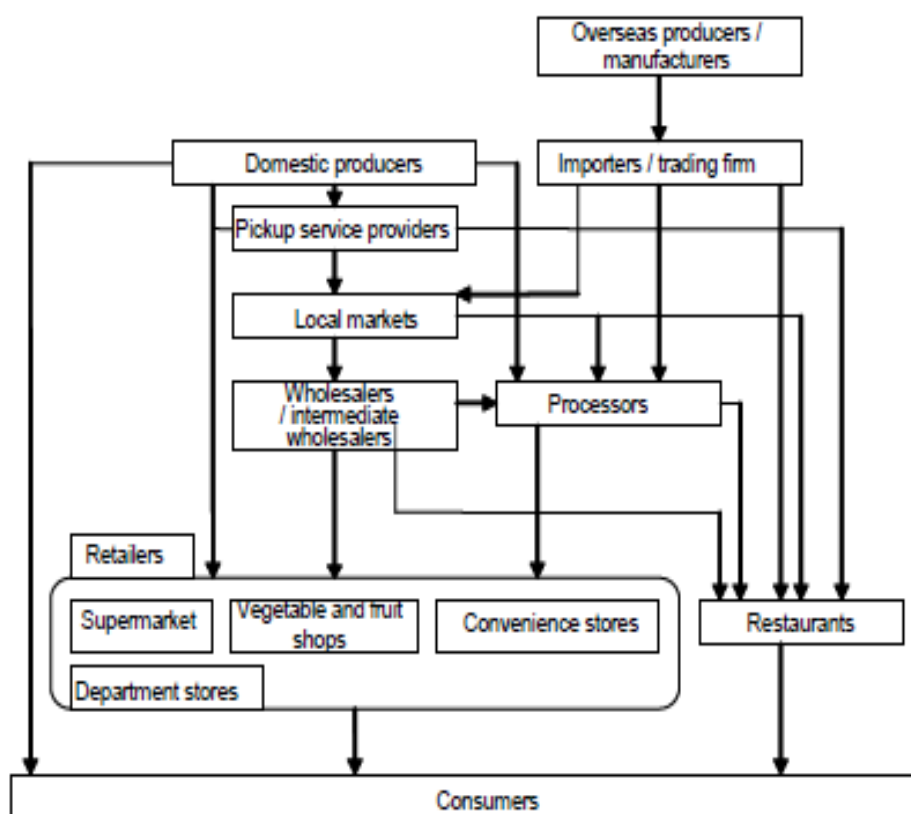 Overseas producers /
manufacturers
Domestic producers
Importers / trading firm
Pickup service providers
Local markets
Wholesalers
/ intermediate
wholesalers
Processors
Retailers
Supermarket
Vegetable and fruit
shops
Convenience stores
Restaurants
Department stores
Consumers